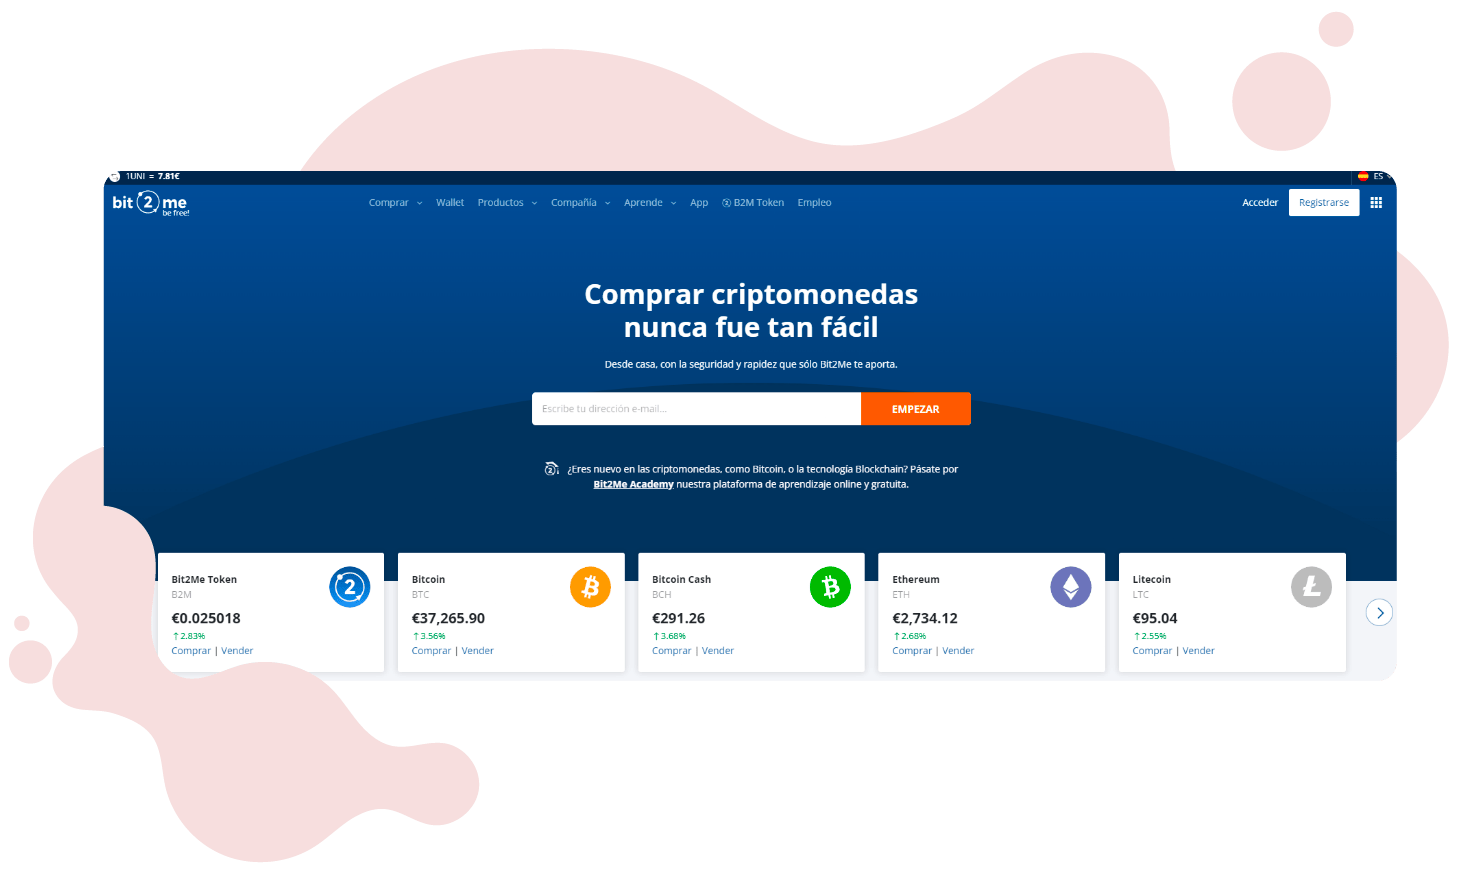 1UNI = 7.81€
ES
bit 2 me
be free!
Comprar Wallet Productos Compañía Aprende App B2M Token Empleo
Acceder Registrarse
Comprar criptomonedas
nunca fue tan fácil
Desde casa, con la seguridad y rapidez que sólo Bit2Me te aporta.
Escribe tu dirección e-mail...
EMPEZAR
¿Eres nuevo en las criptomonedas, como Bitcoin, o la tecnología Blockchain? Pásate por
Bit2Me Academy nuestra plataforma de aprendizaje online y gratuita.
Bit2Me Token
B2M
€0.025018
↑2.83%
Comprar | Vender
Bitcoin
BTC
€37,265.90
↑3.56%
Comprar | Vender
Bitcoin Cash
BCH
€291.26
↑3.68%
Comprar | Vender
Ethereum
ETH
€2,734.12
↑2.68%
Comprar | Vender
Litecoin
LTC
€95.04
↑2.55%
Comprar | Vender